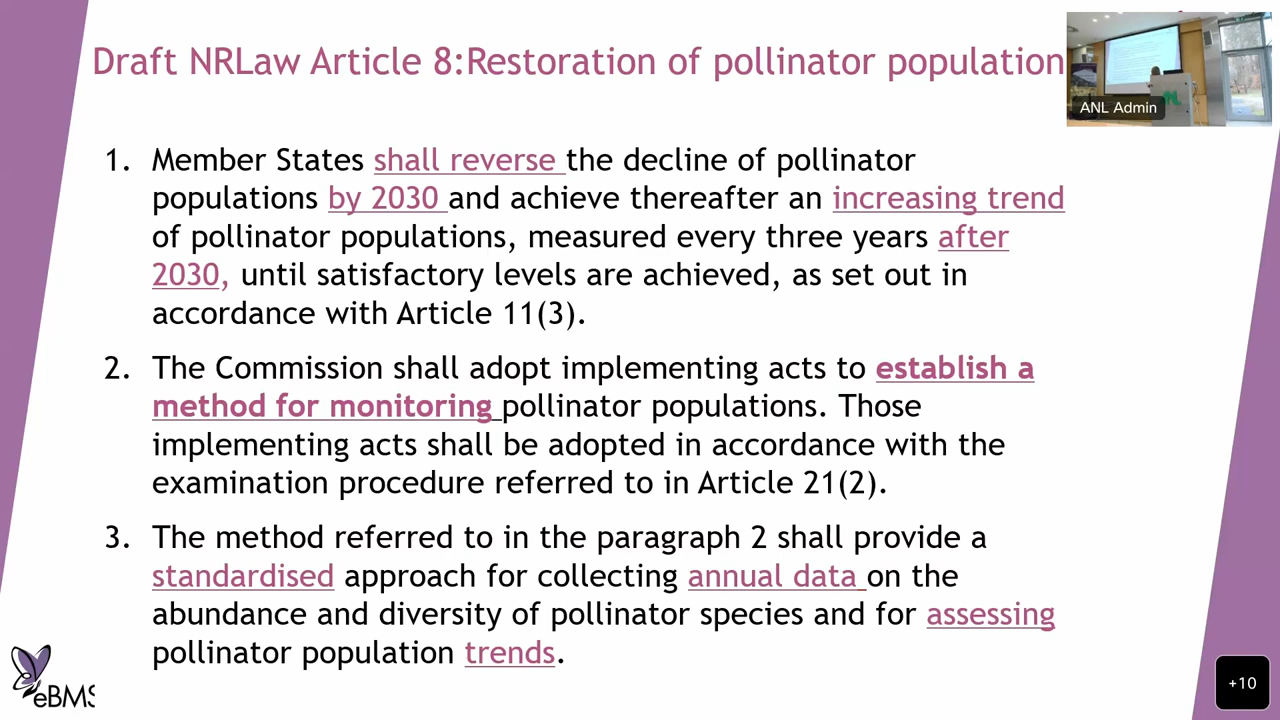 Draft NRLaw Article 8:Restoration of pollinator population
ANL Admin
1. Member States shall reverse the decline of pollinator
populations by 2030 and achieve thereafter an increasing trend
of pollinator populations, measured every three years after
2030, until satisfactory levels are achieved, as set out in
accordance with Article 11(3).
2. The Commission shall adopt implementing acts to establish a
method for monitoring pollinator populations. Those
implementing acts shall be adopted in accordance with the
examination procedure referred to in Article 21(2).
3. The method referred to in the paragraph 2 shall provide a
standardised approach for collecting annual data on the
abundance and diversity of pollinator species and for assessing
pollinator population trends.
eBMS
+10